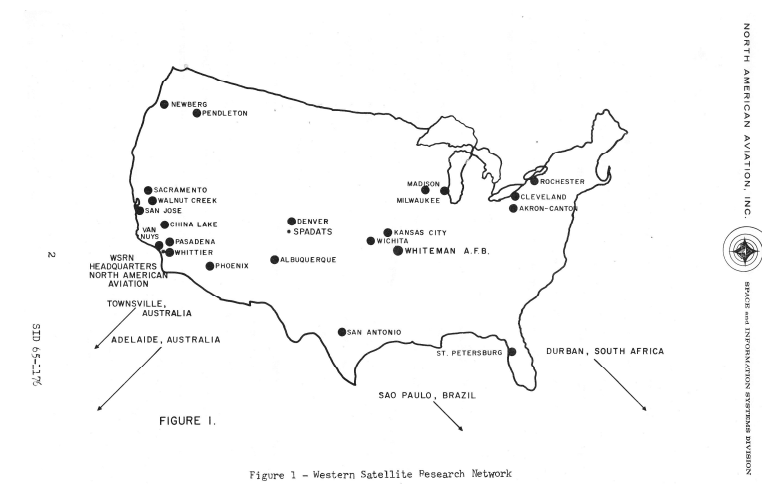 NEWBERG
PENDLETON
SACRAMENTO
WALNUT CREEK
SAN JOSE
CHINA LAKE
VAN
NUYS
PASADENA
WHITTIER
WSRN
HEADQUARTERS
NORTH AMERICAN
AVIATION
PHOENIX
DENVER
SPADATS
ALBUQUERQUE
MADISON
MILWAUKEE
KANSAS CITY
WICHITA
WHITEMAN A.F.B.
ROCHESTER
CLEVELAND
AKRON-CANTON
SAN ANTONIO
ST. PETERSBURG
TOWNSVILLE,
AUSTRALIA
ADELAIDE, AUSTRALIA
SAO PAULO, BRAZIL
DURBAN, SOUTH AFRICA
FIGURE 1.
Figure 1 - Western Satellite Research Network
2
SID 65-1176
NORTH AMERICAN AVIATION, INC.
SPACE and INFORMATION SYSTEMS DIVISION